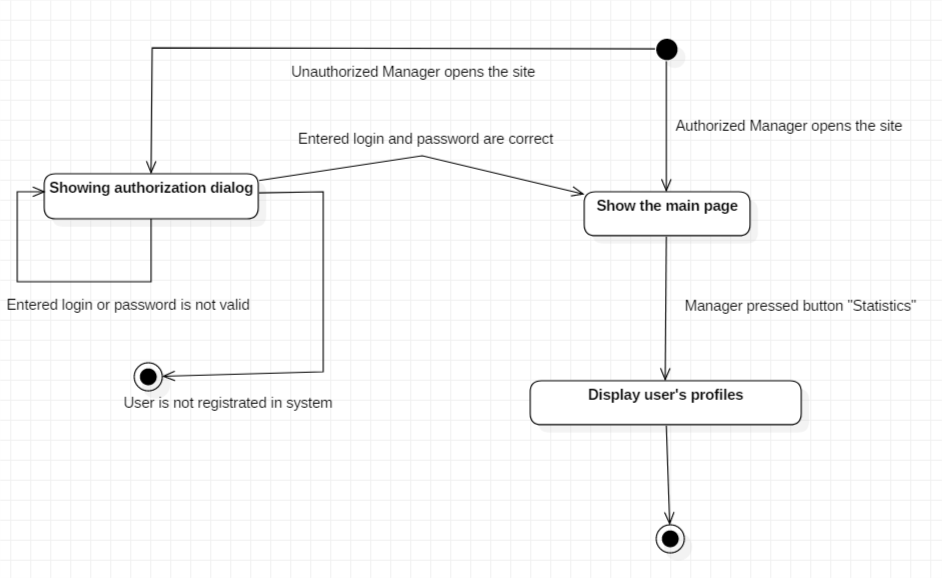 Unauthorized Manager opens the site
Authorized Manager opens the site
Entered login and password are correct
Showing authorization dialog
Show the main page
Entered login or password is not valid
Manager pressed button "Statistics"
User is not registrated in system
Display user's profiles